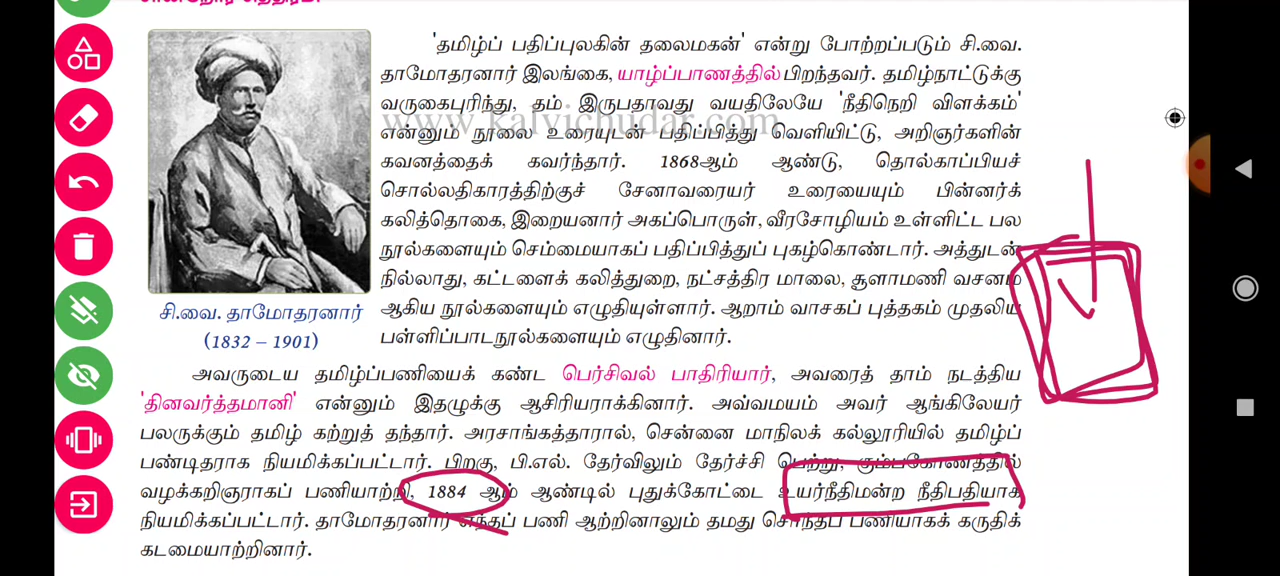 'தமிழ்ப் பதிப்புலகின் தலைமகன்' என்று போற்றப்படும் சி.வை.
தாமோதரனார் இலங்கை, யாழ்ப்பாணத்தில் பிறந்தவர். தமிழ்நாட்டுக்கு
வருகைபுரிந்து, தம் இருபதாவது வயதிலேயே 'நீதிநெறி விளக்கம்'
www.kalvichudar.com
என்னும் நூலை உரையுடன் பதிப்பித்து வெளியிட்டு, அறிஞர்களின்
கவனத்தைக் கவர்ந்தார். 1868ஆம் ஆண்டு, தொல்காப்பியச்
சொல்லதிகாரத்திற்குச் சேனாவரையர் உரையையும் பின்னர்க்
கலித்தொகை, இறையனார் அகப்பொருள், வீரசோழியம் உள்ளிட்ட பல
நூல்களையும் செம்மையாகப் பதிப்பித்துப் புகழ்கொண்டார். அத்துடன்
நில்லாது, கட்டளைக் கலித்துறை, நட்சத்திர மாலை, சூளாமணி வசனம்
ஆகிய நூல்களையும் எழுதியுள்ளார். ஆறாம் வாசகப் புத்தகம் முதலிய
பள்ளிப்பாடநூல்களையும் எழுதினார்.
சி.வை. தாமோதரனார்
(1832 – 1901)
அவருடைய தமிழ்ப்பணியைக் கண்ட பெர்சிவல் பாதிரியார், அவரைத் தாம் நடத்திய
'தினவர்த்தமானி' என்னும் இதழுக்கு ஆசிரியராக்கினார். அவ்வமயம் அவர் ஆங்கிலேயர்
பலருக்கும் தமிழ் கற்றுத் தந்தார். அரசாங்கத்தாரால், சென்னை மாநிலக் கல்லூரியில் தமிழ்ப்
பண்டிதராக நியமிக்கப்பட்டார். பிறகு, பி.எல். தேர்விலும் தேர்ச்சி பெற்று, கும்பகோணத்தில்
வழக்கறிஞராகப் பணியாற்றி, 1884 ஆம் ஆண்டில் புதுக்கோட்டை உயர்நீதிமன்ற நீதிபதியாக
நியமிக்கப்பட்டார். தாமோதரனார் எந்தப் பணி ஆற்றினாலும் தமது சொந்தப் பணியாகக் கருதிக்
கடமையாற்றினார்.